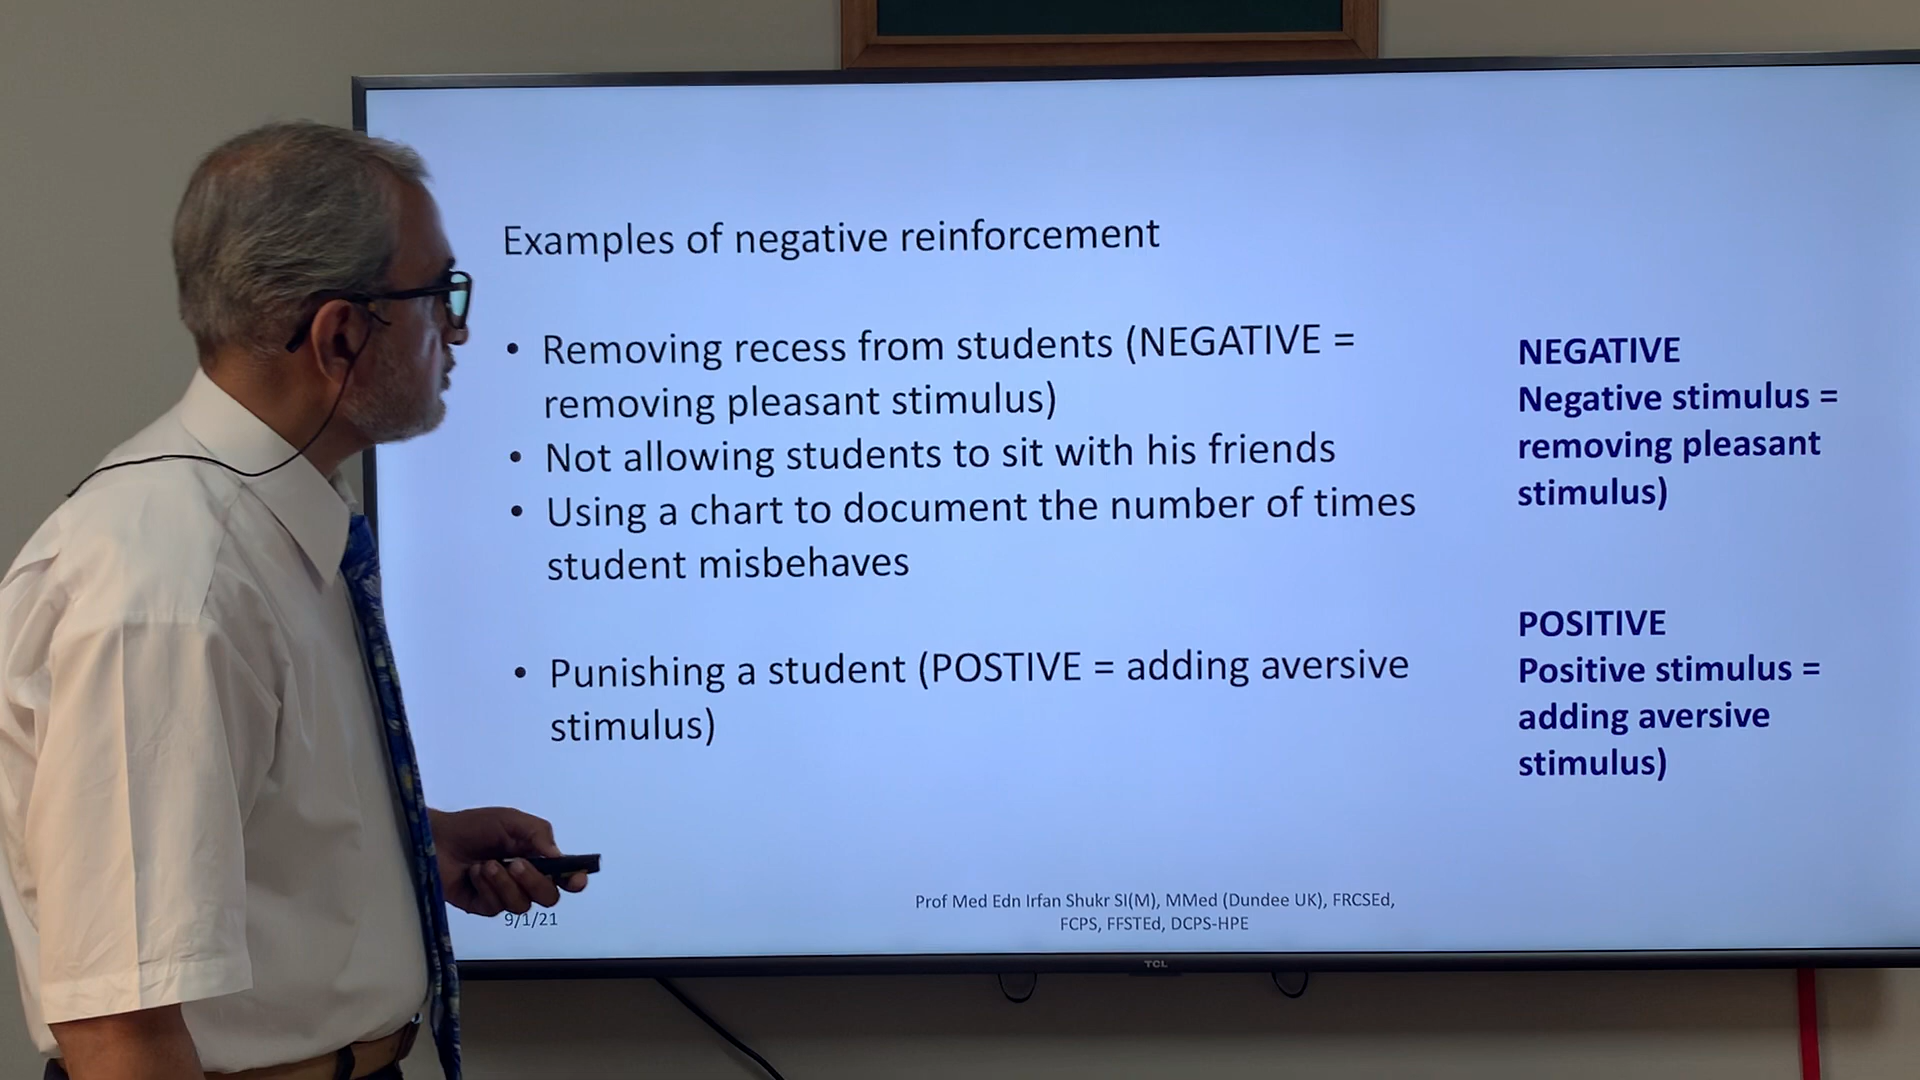 Examples of negative reinforcement
• Removing recess from students (NEGATIVE =
removing pleasant stimulus)
• Not allowing students to sit with his friends
• Using a chart to document the number of times
student misbehaves
• Punishing a student (POSTIVE = adding aversive
stimulus)
NEGATIVE
Negative stimulus =
removing pleasant
stimulus)
POSITIVE
Positive stimulus =
adding aversive
stimulus)
9/1/21
Prof Med Edn Irfan Shukr SI(M), MMed (Dundee UK), FRCSEd,
FCPS, FFSTEd, DCPS-HPE
TCL